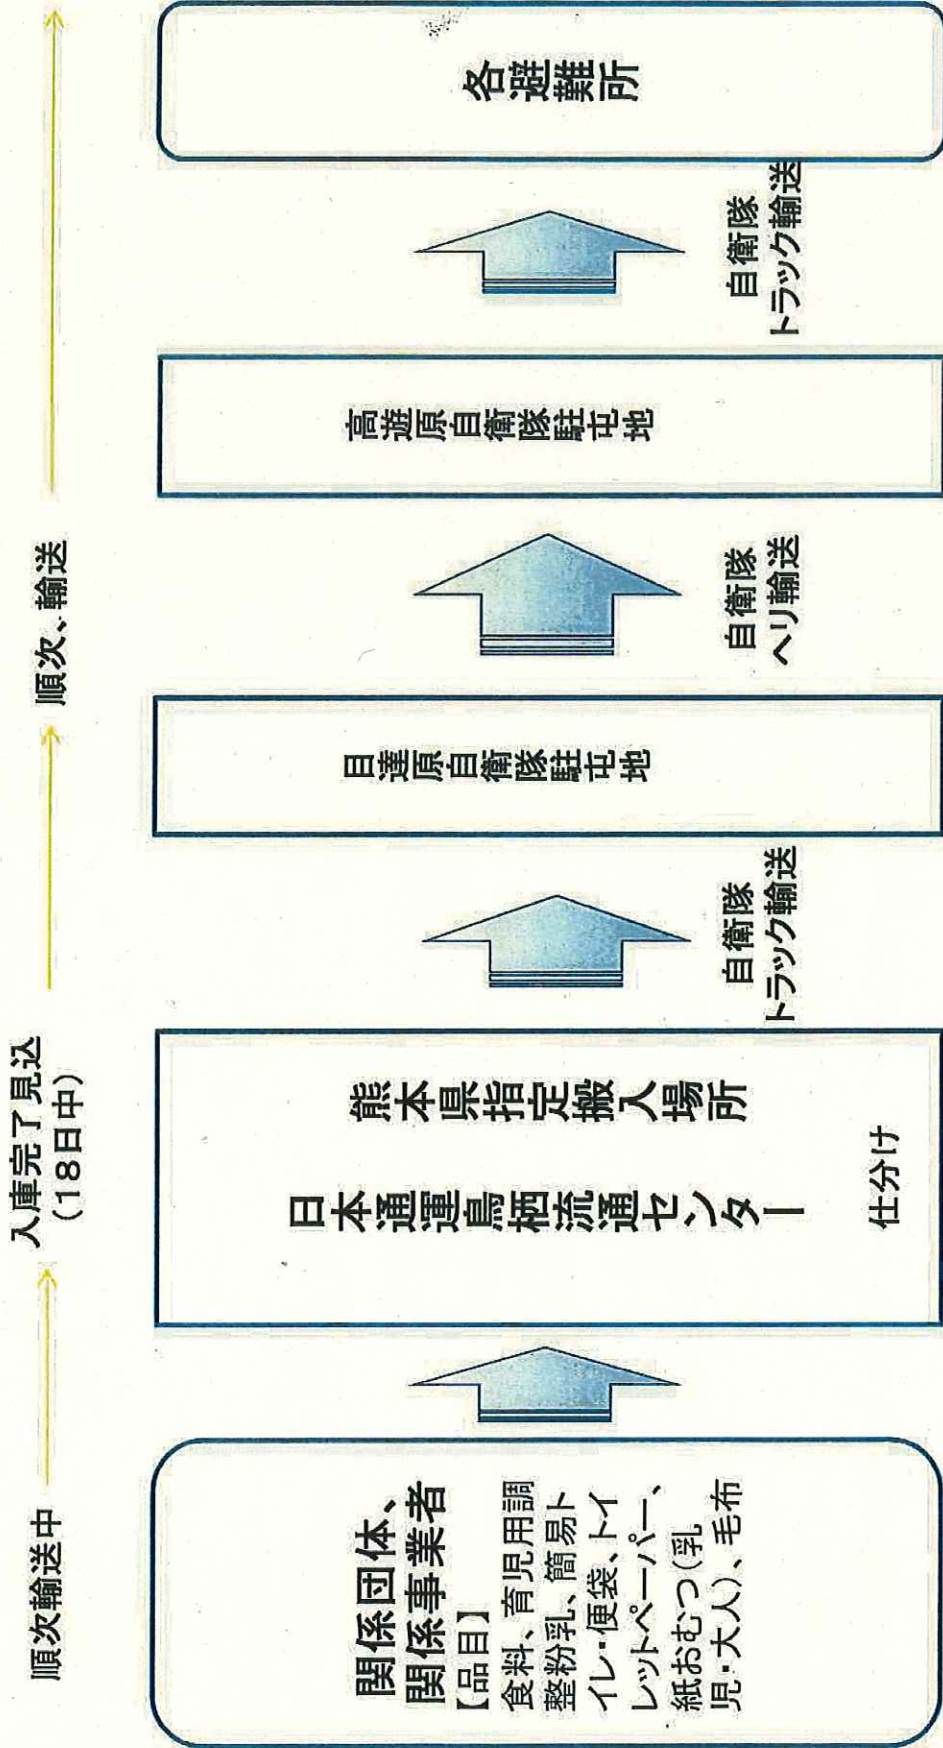 順次輸送中
入庫完了見込
(18日中)
順次、輸送
関係団体、
関係事業者
【品目】
食料、育児用調
整粉乳、簡易ト
イレ・便袋、トイ
レットペーパー、
紙おむつ(乳
児・大人)、毛布
熊本県指定搬入場所
日本通運鳥栖流通センター
仕分け
自衛隊
トラック輸送
目達原自衛隊駐屯地
自衛隊
ヘリ輸送
高遊原自衛隊駐屯地
自衛隊
トラック輸送
各避難所